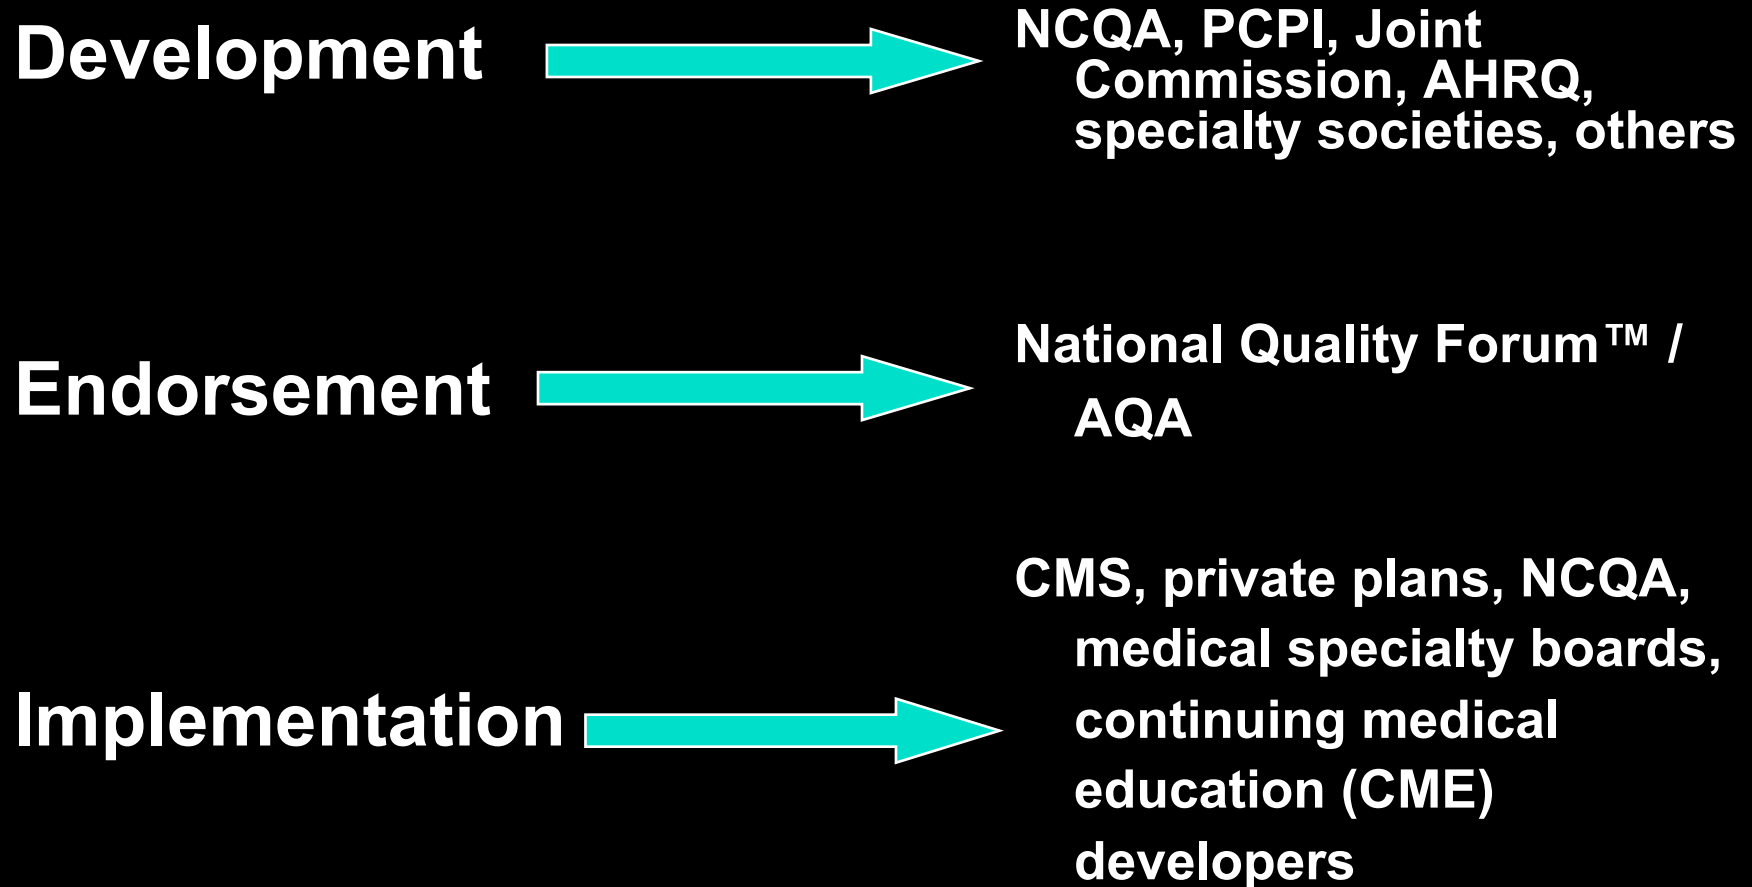 Development
NCQA, PCPI, Joint
Commission, AHRQ,
specialty societies, others
Endorsement
National Quality Forum™ /
AQA
Implementation
CMS, private plans, NCQA,
medical specialty boards,
continuing medical
education (CME)
developers